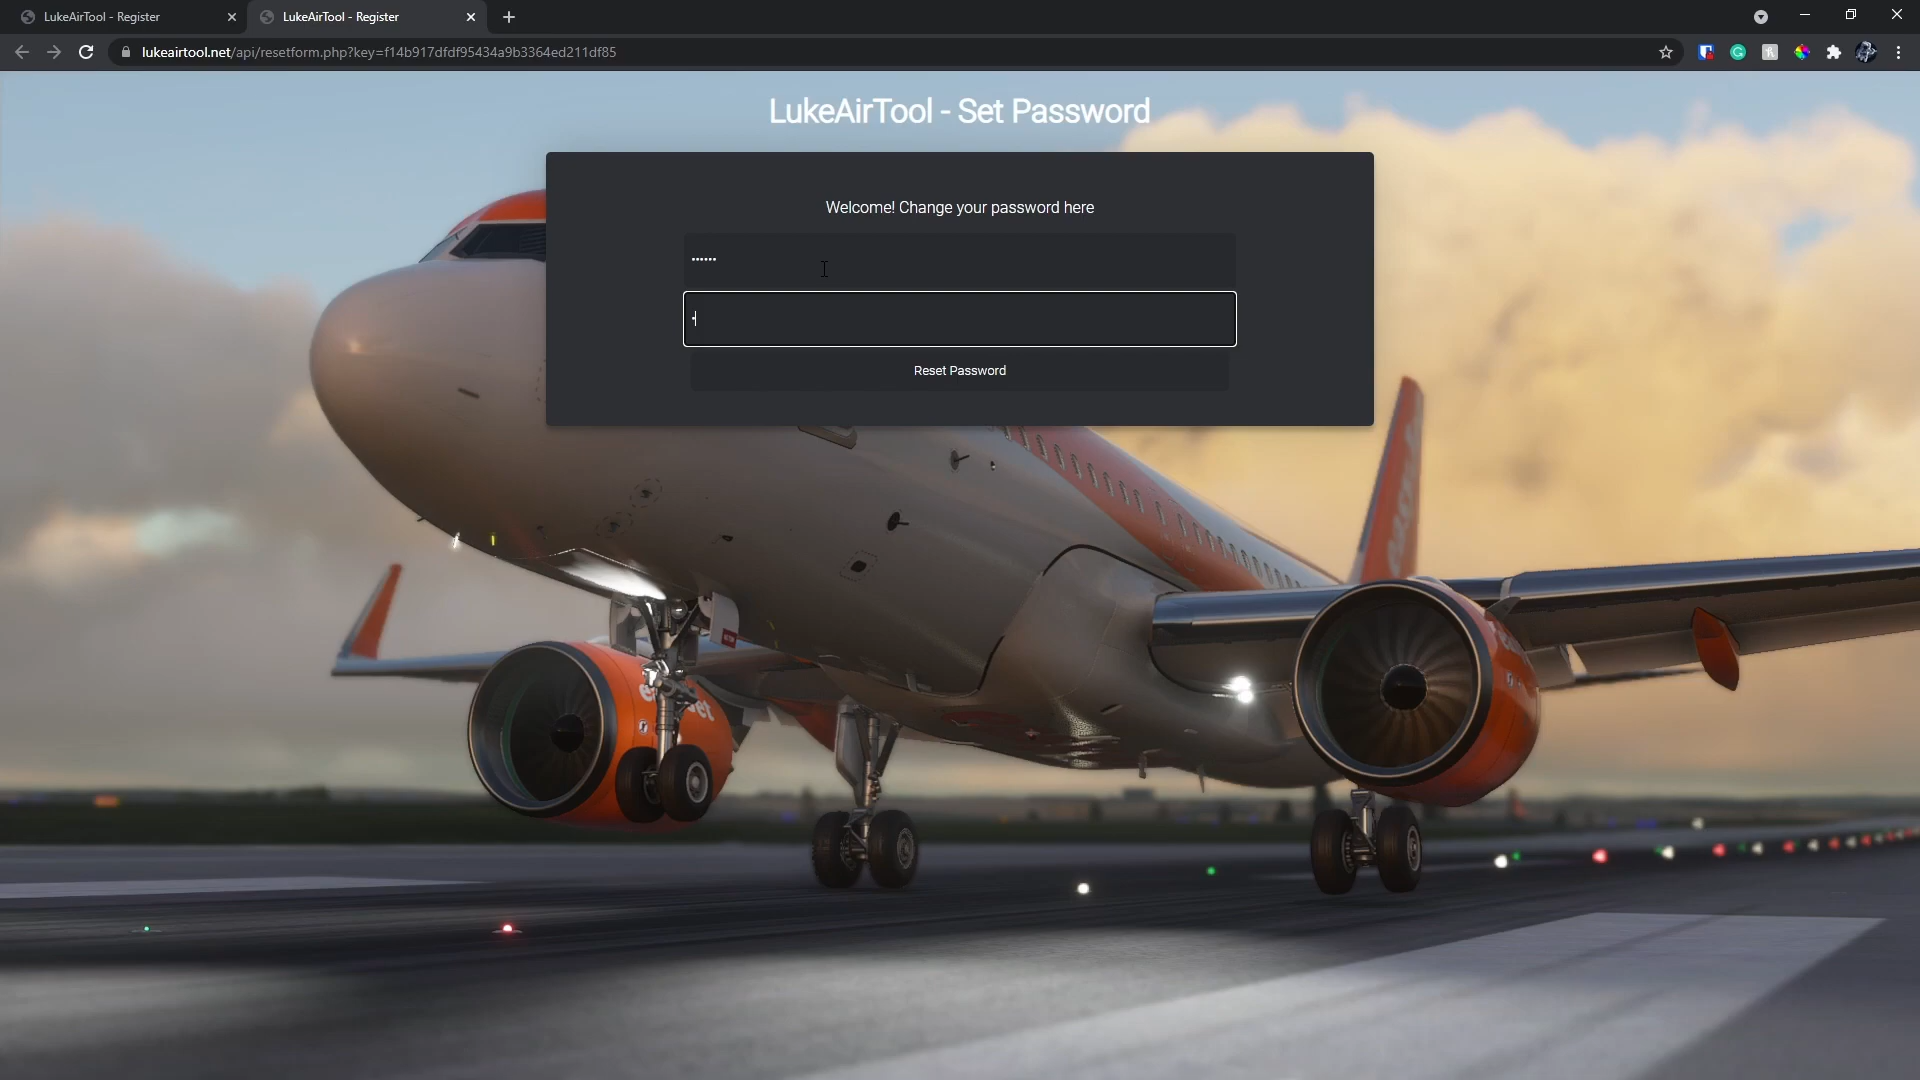 LukeAirTool - Register
LukeAirTool - Register
lukeairtool.net/api/resetform.php?key=f14b917dfdf95434a9b3364ed211df85
LukeAirTool - Set Password
Welcome! Change your password here
••••••
•
Reset Password